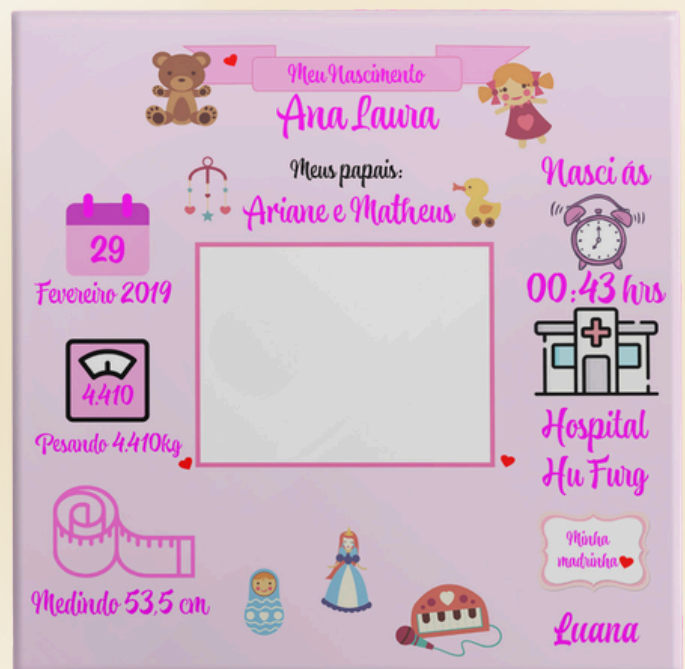 Meu Nascimento
Ana Laura
Meus papais:
Ariane e Matheus
29
Fevereiro 2019
4.410
Pesando 4.410kg
Medindo 53,5 cm
Nasci ás
00:43 hrs
Hospital
Hu Furg
Minha
madrinha
Luana